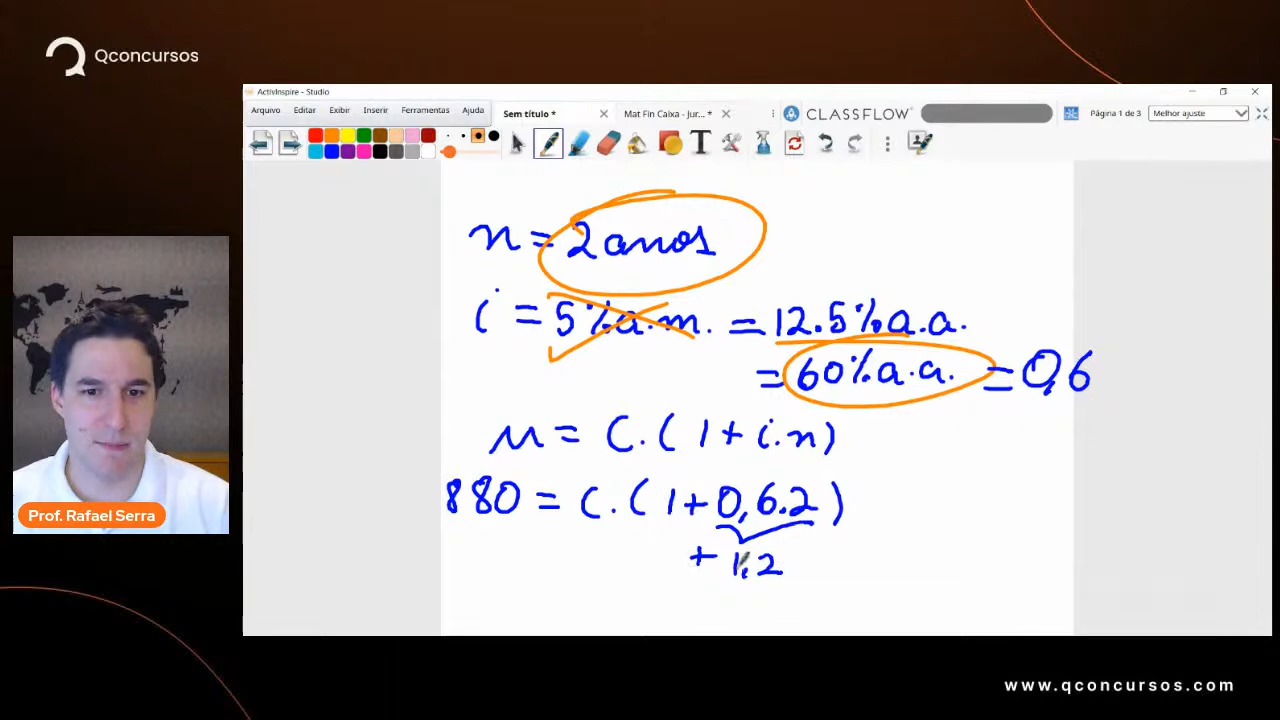 Qconcursos
ActivInspire - Studio
Arquivo Editar Exibir Inserir Ferramentas Ajuda
Sem título *
Mat Fin Caixa - Jur... *
CLASSFLOW
Página 1 de 3
Melhor ajuste
n = 2 anos
i = 5% a.m. = 12.5% a.a.
= 60% a.a. = 0,6
M = C.(1 + i.n)
880 = C.(1 + 0,6.2)
+ 1,2
Prof. Rafael Serra
www.qconcursos.com